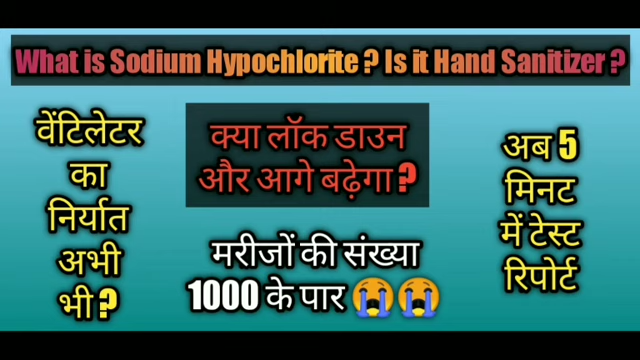 What is Sodium Hypochlorite ? Is it Hand Sanitizer ?
वेंटिलेटर
का
निर्यात
अभी
भी ?
क्या लॉक डाउन
और आगे बढ़ेगा ?
मरीजों की संख्या
1000 के पार 😭😭
अब 5
मिनट
में टेस्ट
रिपोर्ट